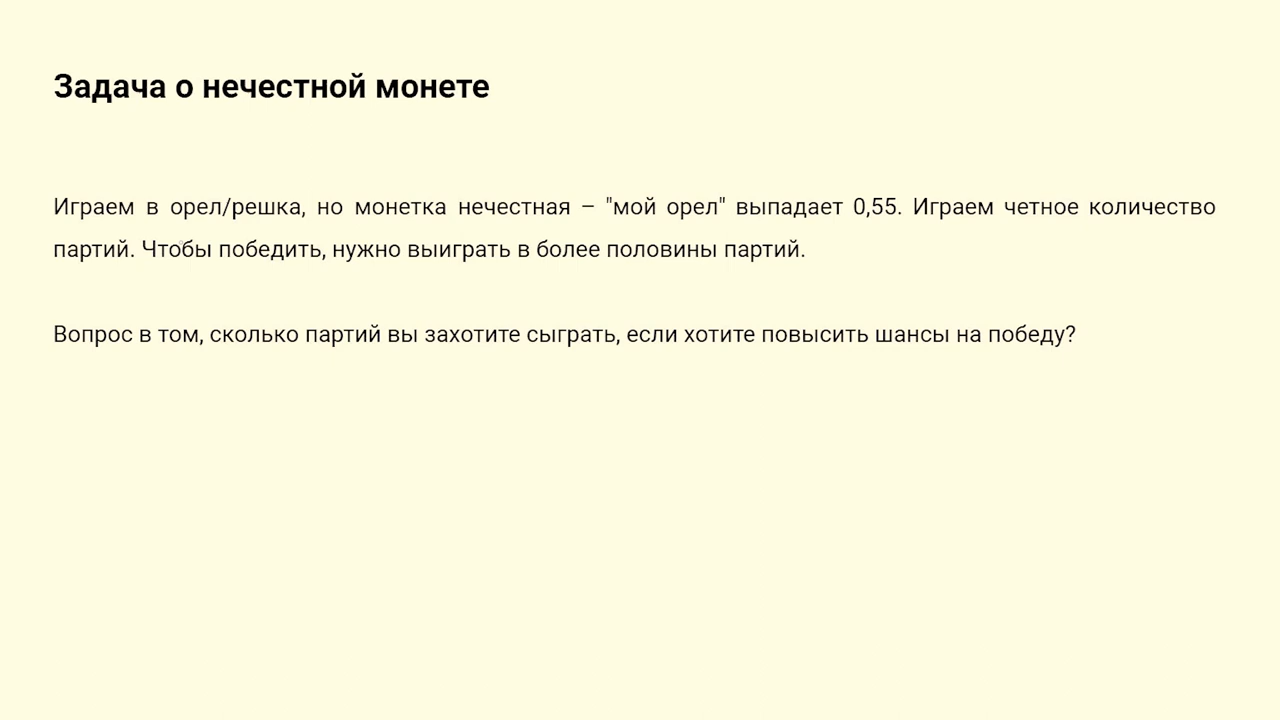 Задача о нечестной монете
Играем в орел/решка, но монетка нечестная – "мой орел" выпадает 0,55. Играем четное количество
партий. Чтобы победить, нужно выиграть в более половины партий.
Вопрос в том, сколько партий вы захотите сыграть, если хотите повысить шансы на победу?